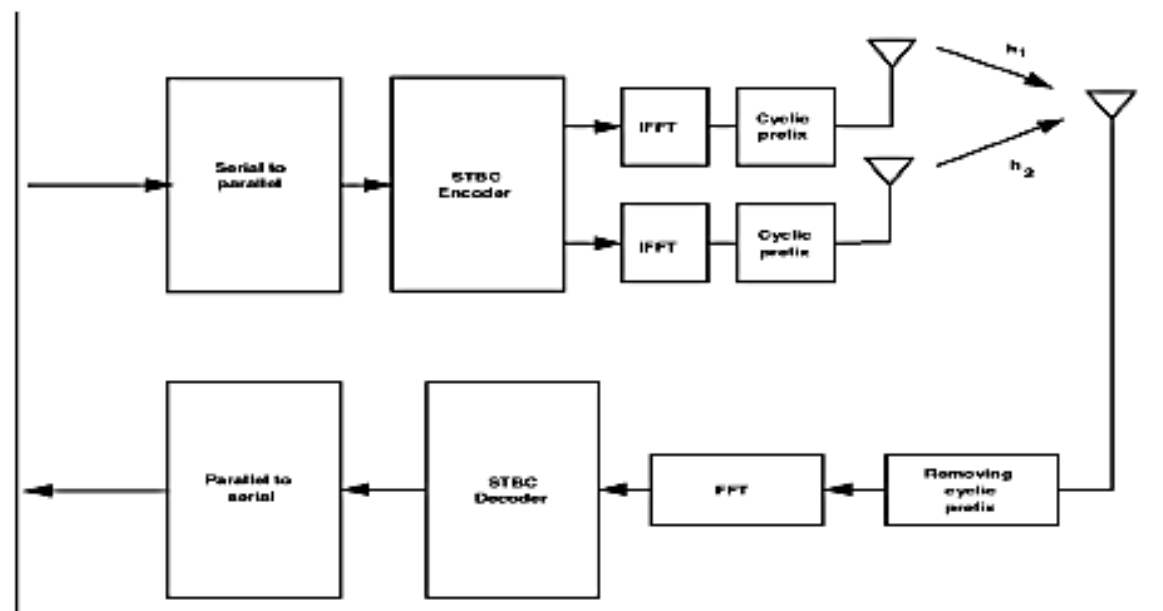 h1
Serial to
parallel
STBC
Encoder
IFFT
Cyclic
prefix
IFFT
Cyclic
prefix
h2
Parallel to
serial
STBC
Decoder
FFT
Removing
cyclic
prefix